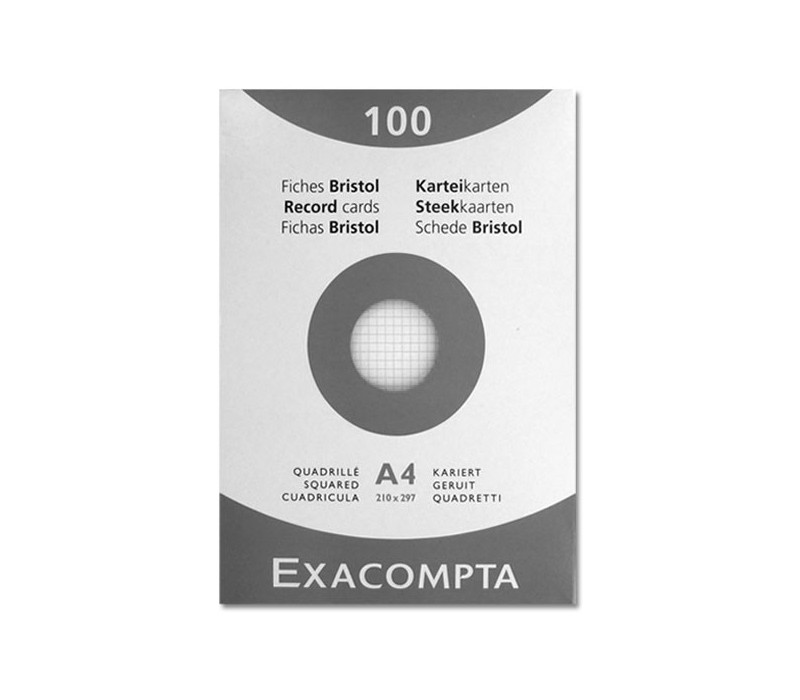 100
Fiches Bristol
Record cards
Fichas Bristol
Karteikarten
Steekkaarten
Schede Bristol
QUADRILLÉ
SQUARED
CUADRICULA
A4
210 x 297
KARIERT
GERUIT
QUADRETTI
EXACOMPTA